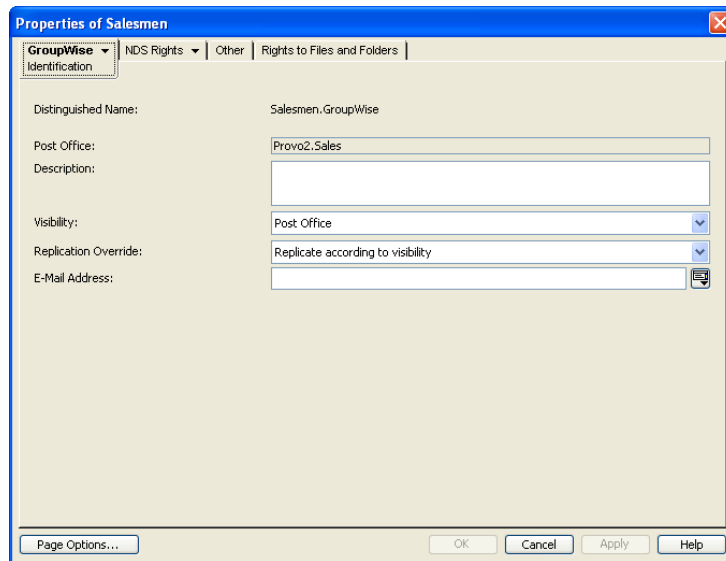 Properties of Salesmen
GroupWise NDS Rights Other Rights to Files and Folders
Identification
Distinguished Name: Salesmen.GroupWise
Post Office: Provo2.Sales
Description:
Visibility: Post Office
Replication Override: Replicate according to visibility
E-Mail Address:
Page Options... OK Cancel Apply Help